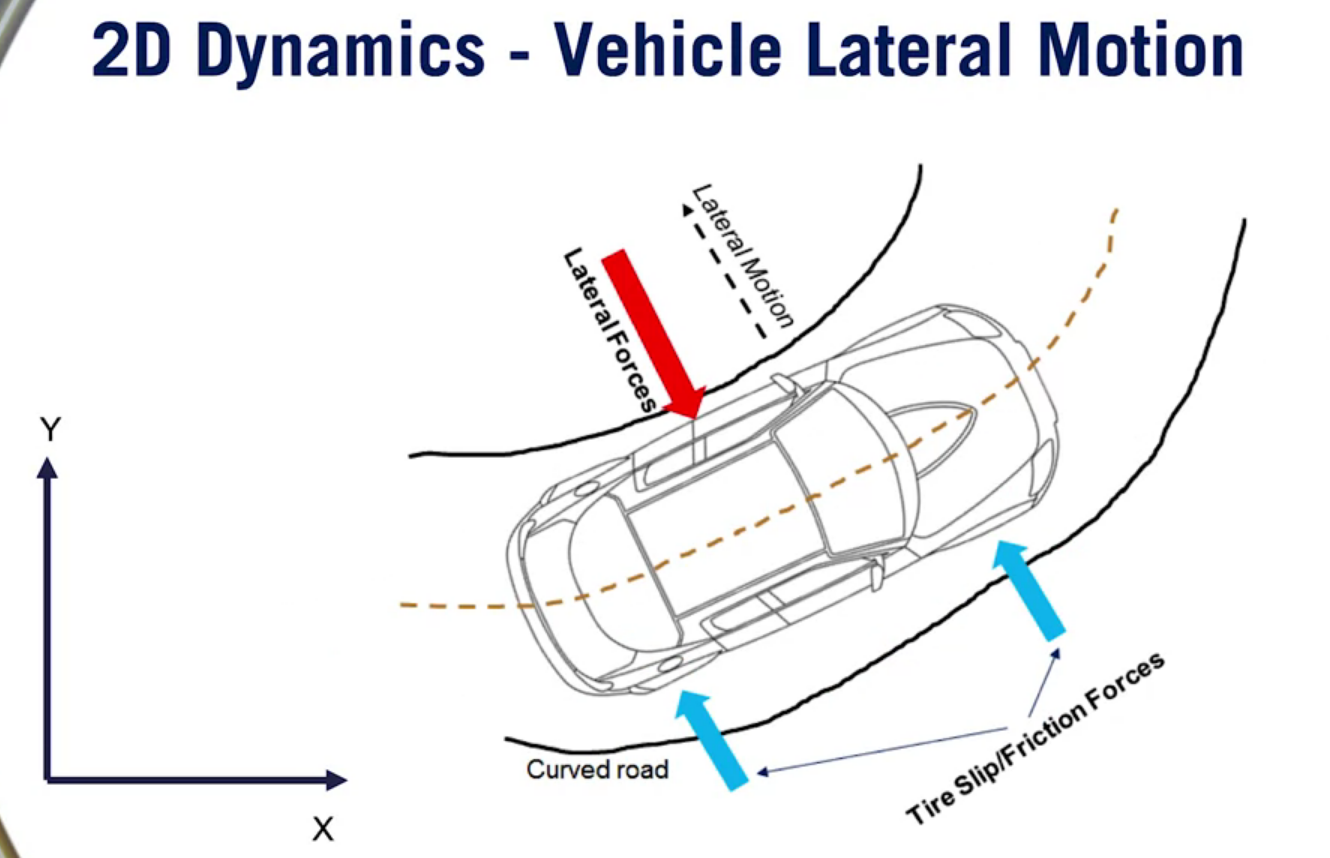 2D Dynamics - Vehicle Lateral Motion
Lateral Motion
Lateral Forces
Y
X
Curved road
Tire Slip/Friction Forces